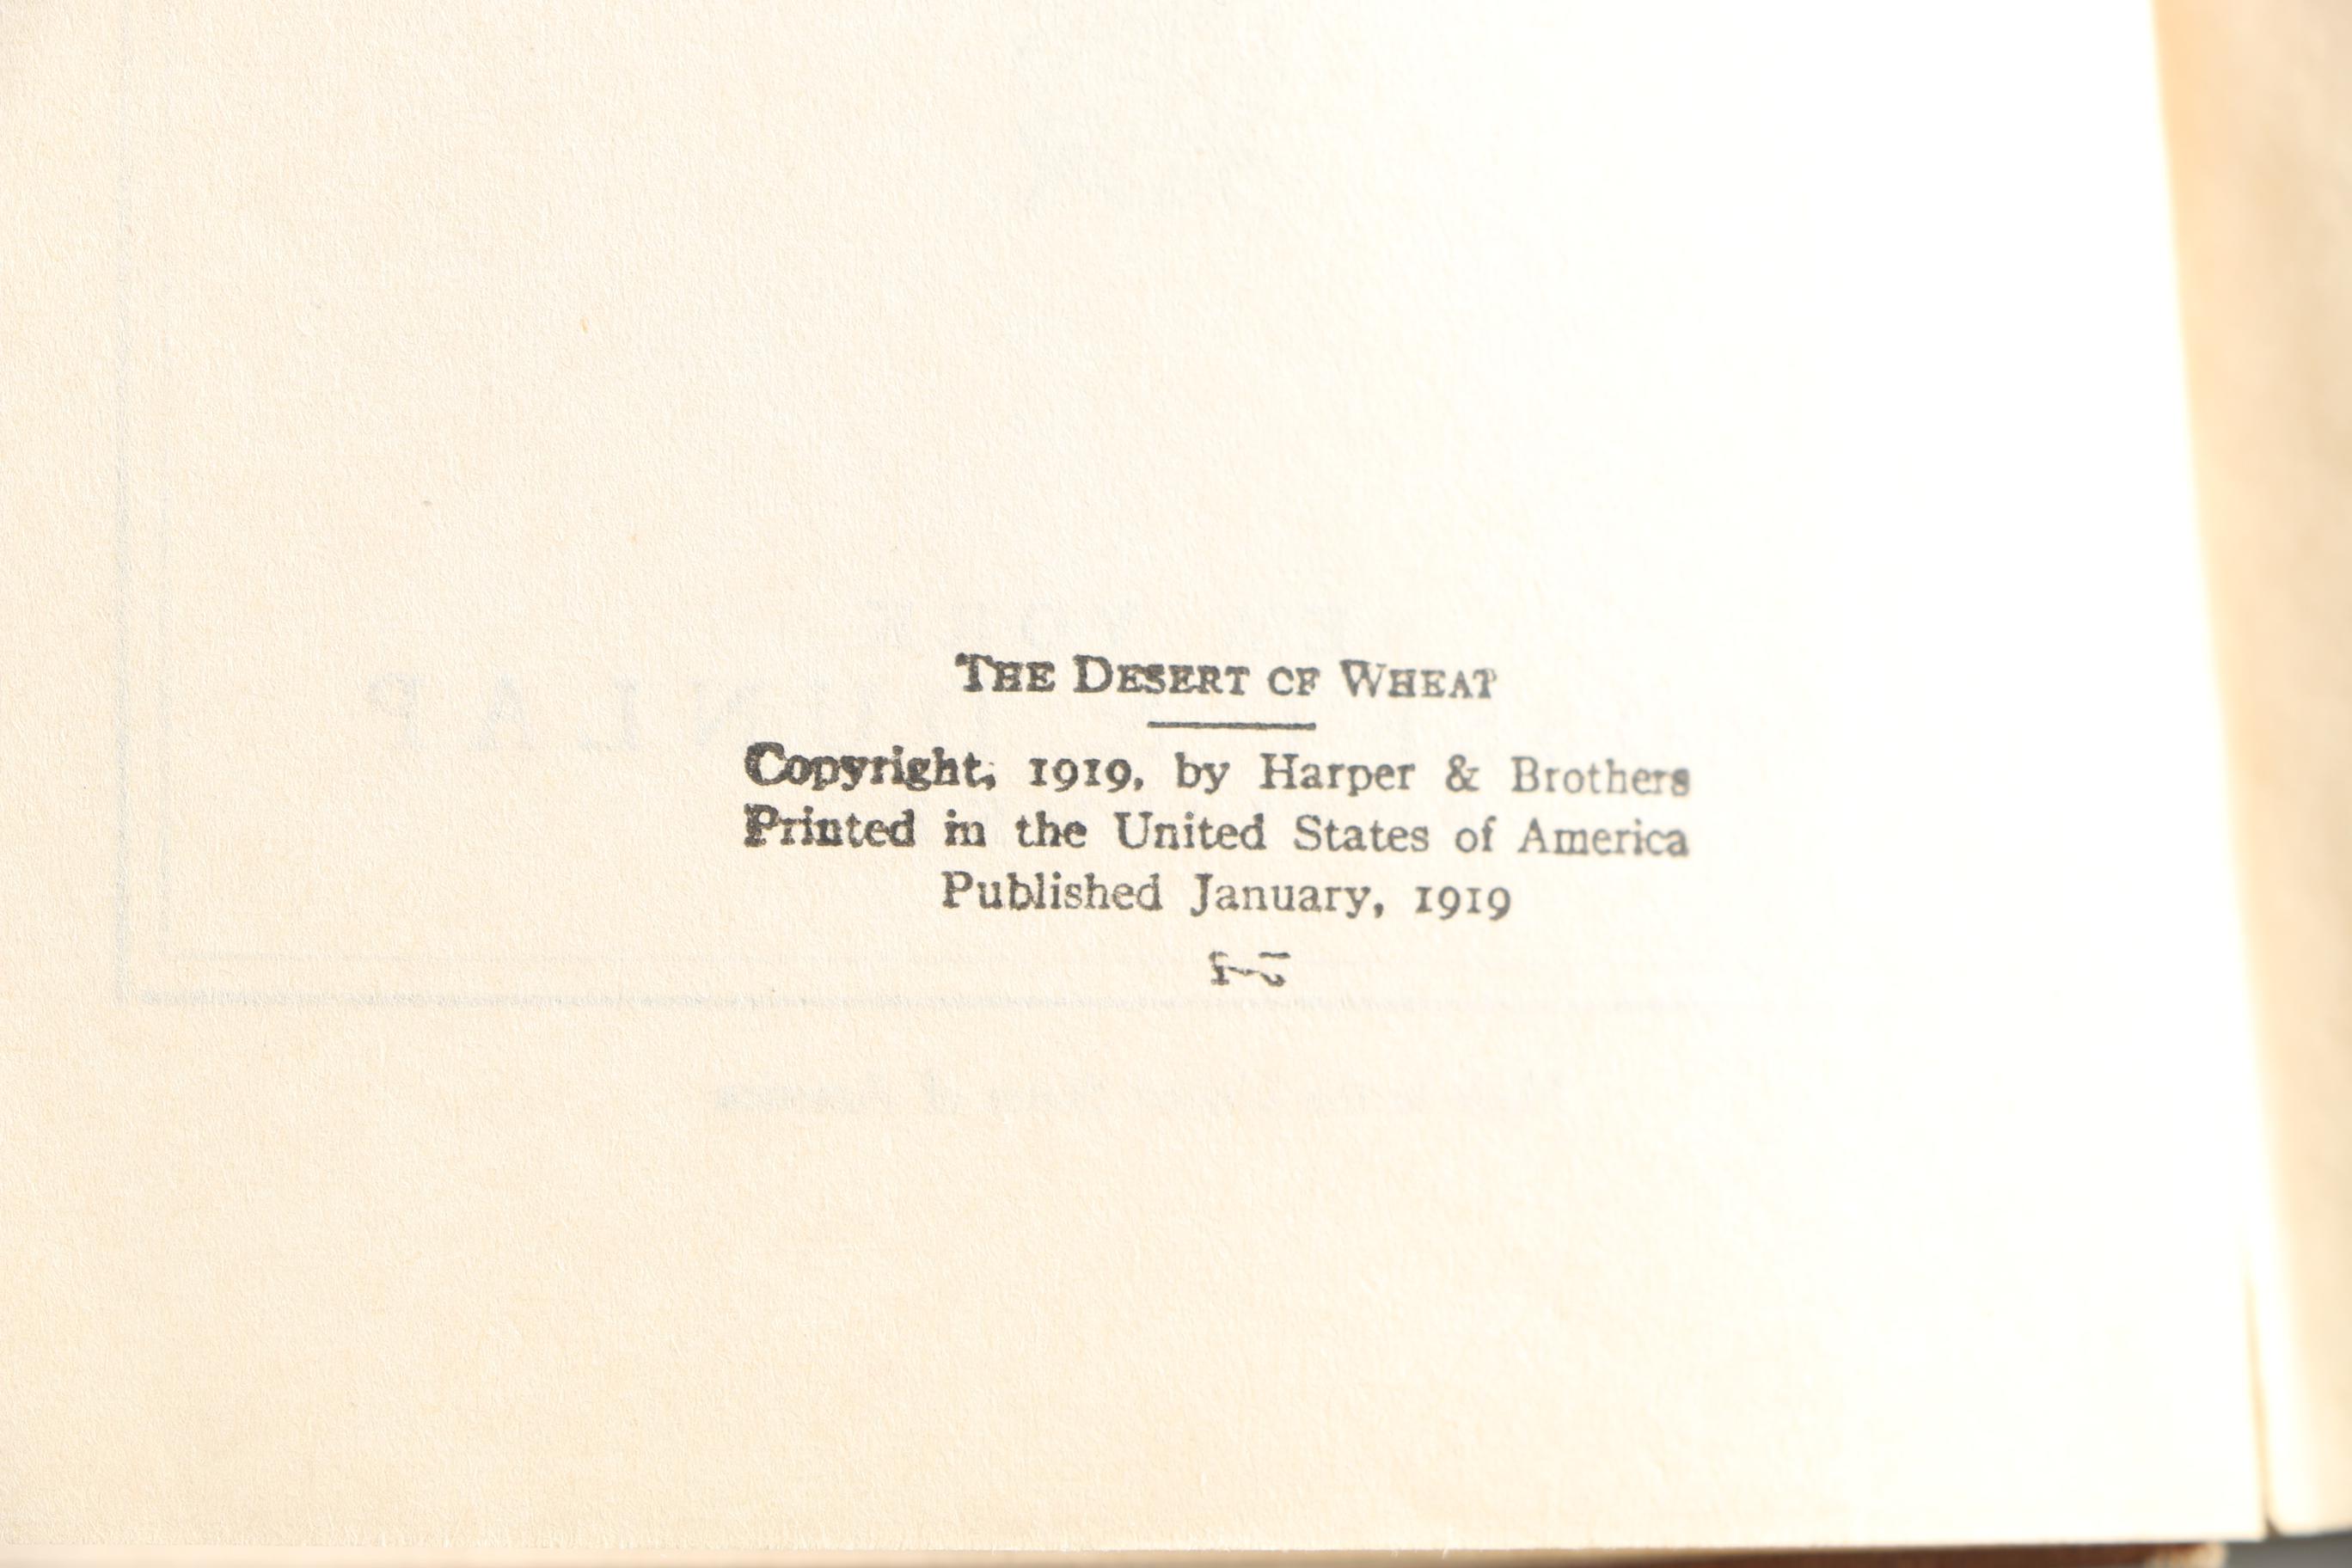 THE DESERT OF WHEAT
Copyright, 1919, by Harper & Brothers
Printed in the United States of America
Published January, 1919